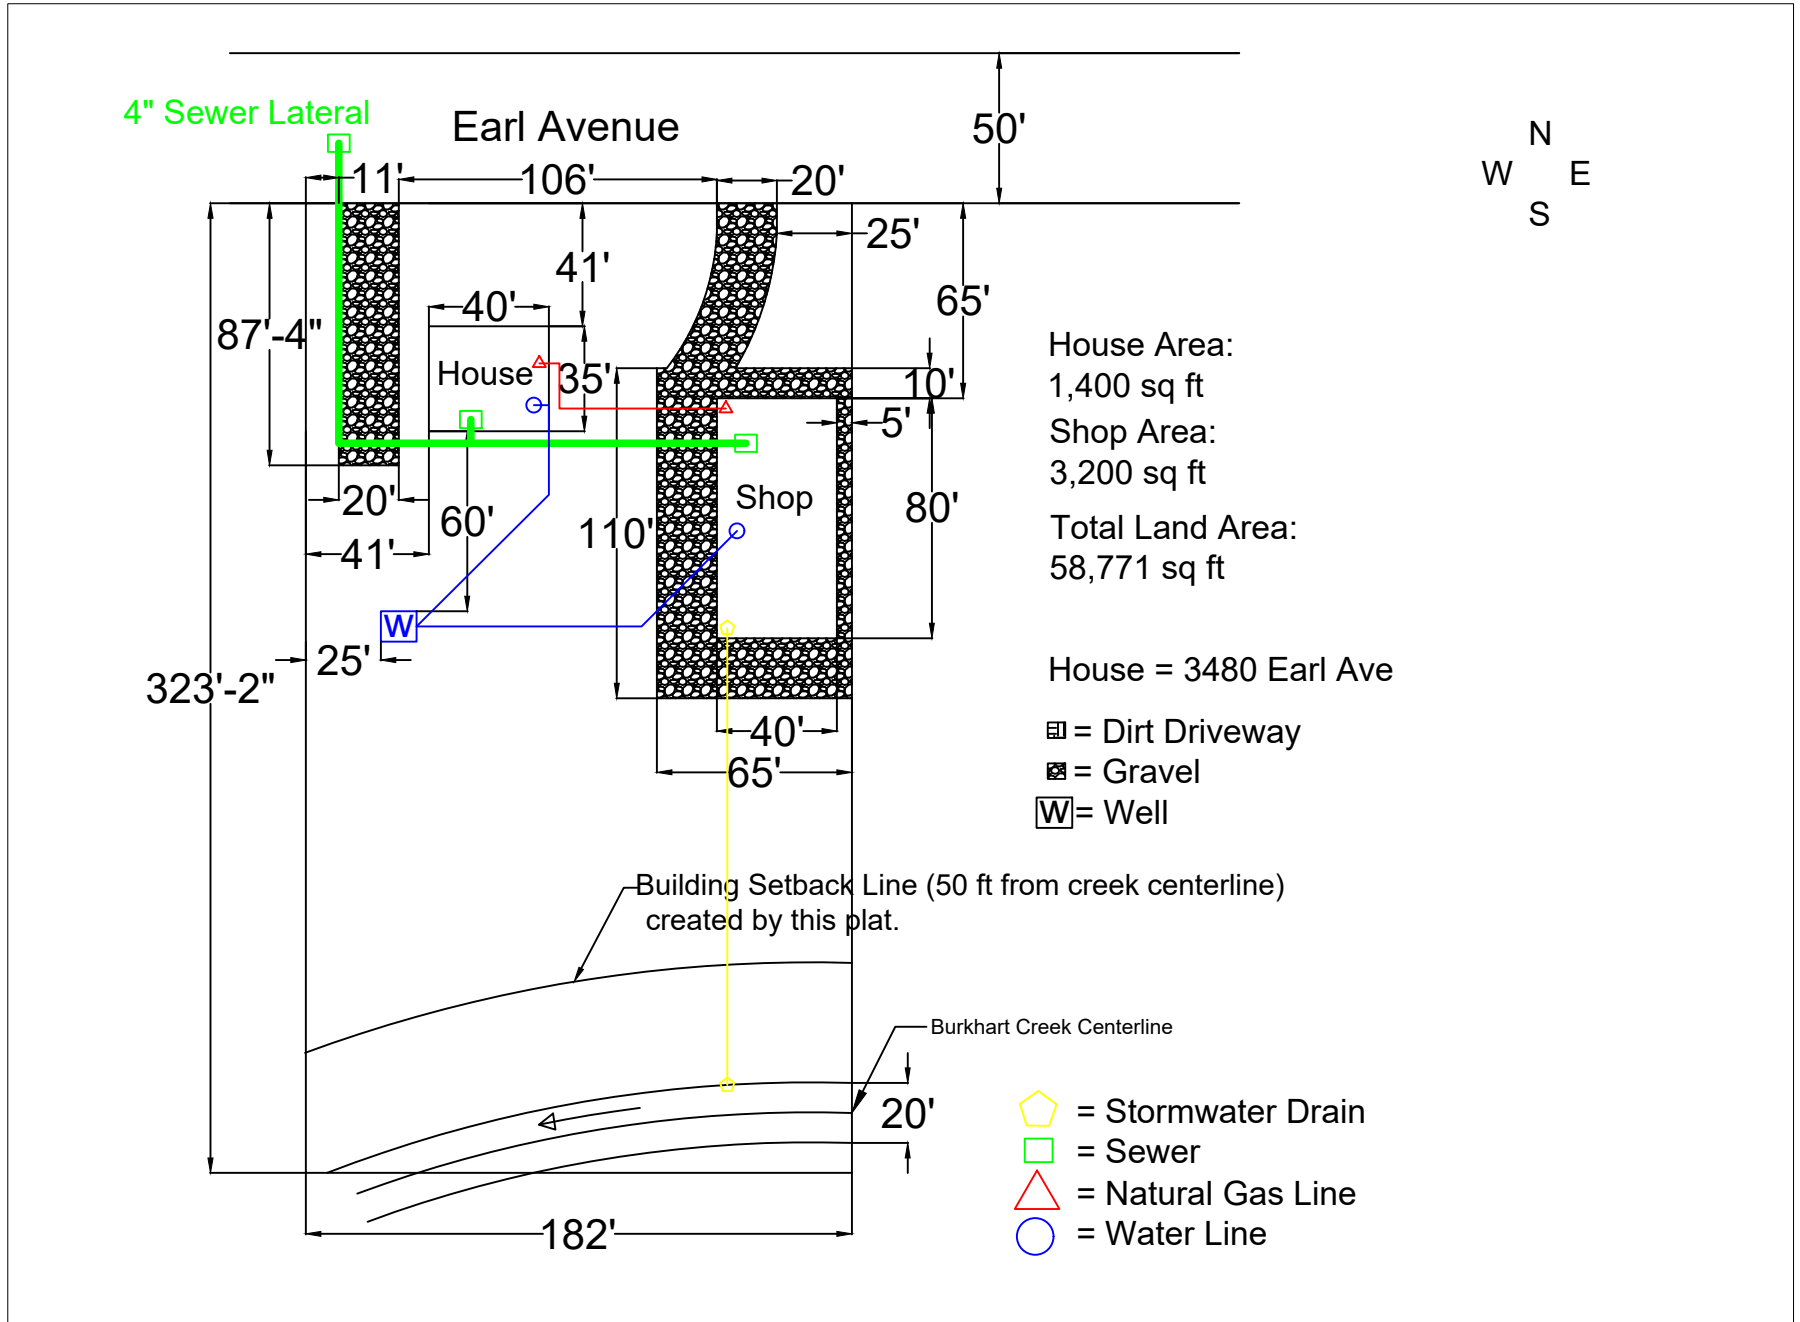 4" Sewer Lateral
Earl Avenue
50'
N
W E
S
11'
106'
20'
25'
41'
40'
65'
87'-4"
House
35'
10'
5'
20'
60'
41'
110'
Shop
80'
W
25'
323'-2"
40'
65'
House Area:
1,400 sq ft
Shop Area:
3,200 sq ft
Total Land Area:
58,771 sq ft
House = 3480 Earl Ave
= Dirt Driveway
= Gravel
W = Well
Building Setback Line (50 ft from creek centerline)
created by this plat.
Burkhart Creek Centerline
20'
182'
= Stormwater Drain
= Sewer
= Natural Gas Line
= Water Line